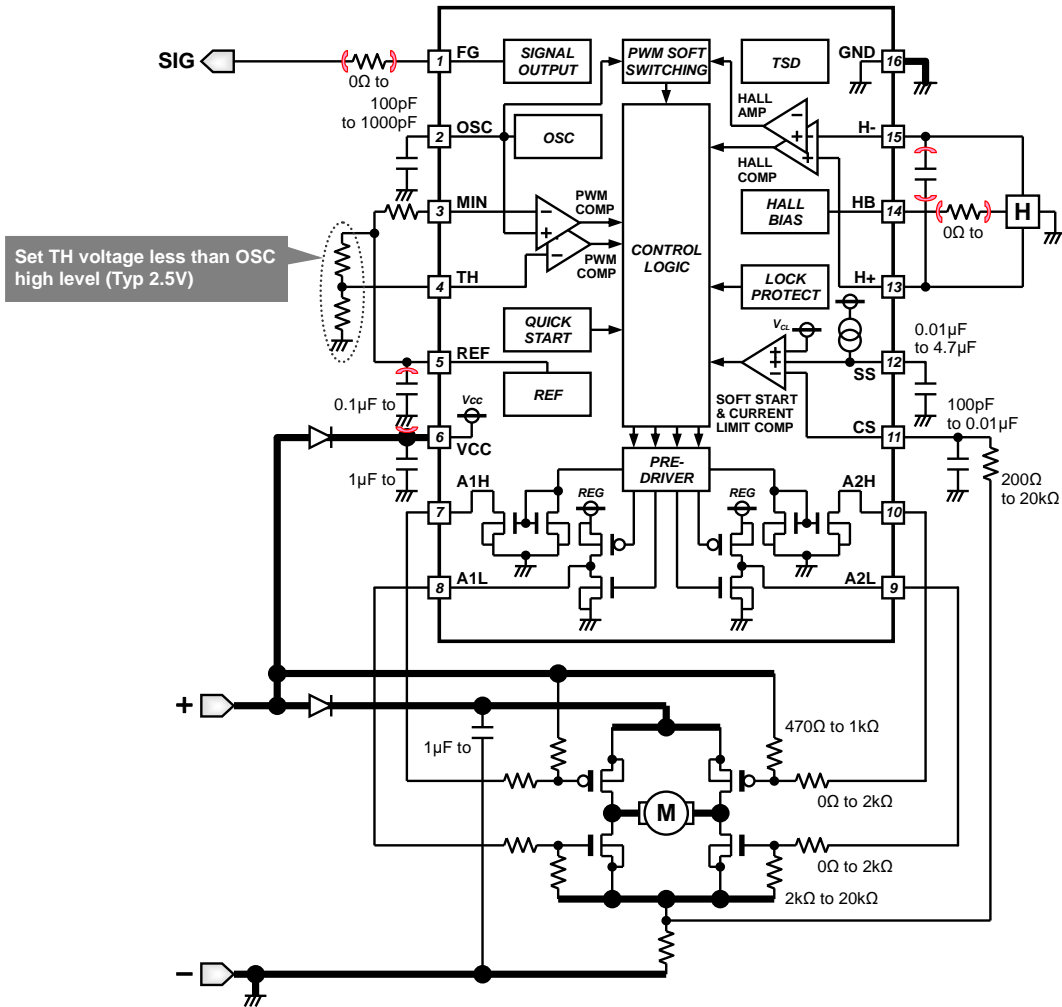 SIG
0Ω to
1
FG
SIGNAL
OUTPUT
PWM SOFT
SWITCHING
TSD
GND
16
100pF
to 1000pF
2
OSC
OSC
HALL
AMP
HALL
COMP
H-
15
3
MIN
PWM
COMP
PWM
COMP
CONTROL
LOGIC
HALL
BIAS
HB
14
0Ω to
H
Set TH voltage less than OSC
high level (Typ 2.5V)
4
TH
LOCK
PROTECT
H+
13
QUICK
START
VCL
0.01µF
to 4.7µF
5
REF
REF
SS
12
0.1µF to
SOFT START
& CURRENT
LIMIT COMP
100pF
to 0.01µF
Vcc
6
VCC
CS
11
1µF to
PRE-
DRIVER
200Ω
to 20kΩ
A1H
7
REG
REG
A2H
10
A1L
8
A2L
9
+
1µF to
470Ω to 1kΩ
0Ω to 2kΩ
M
0Ω to 2kΩ
2kΩ to 20kΩ
−